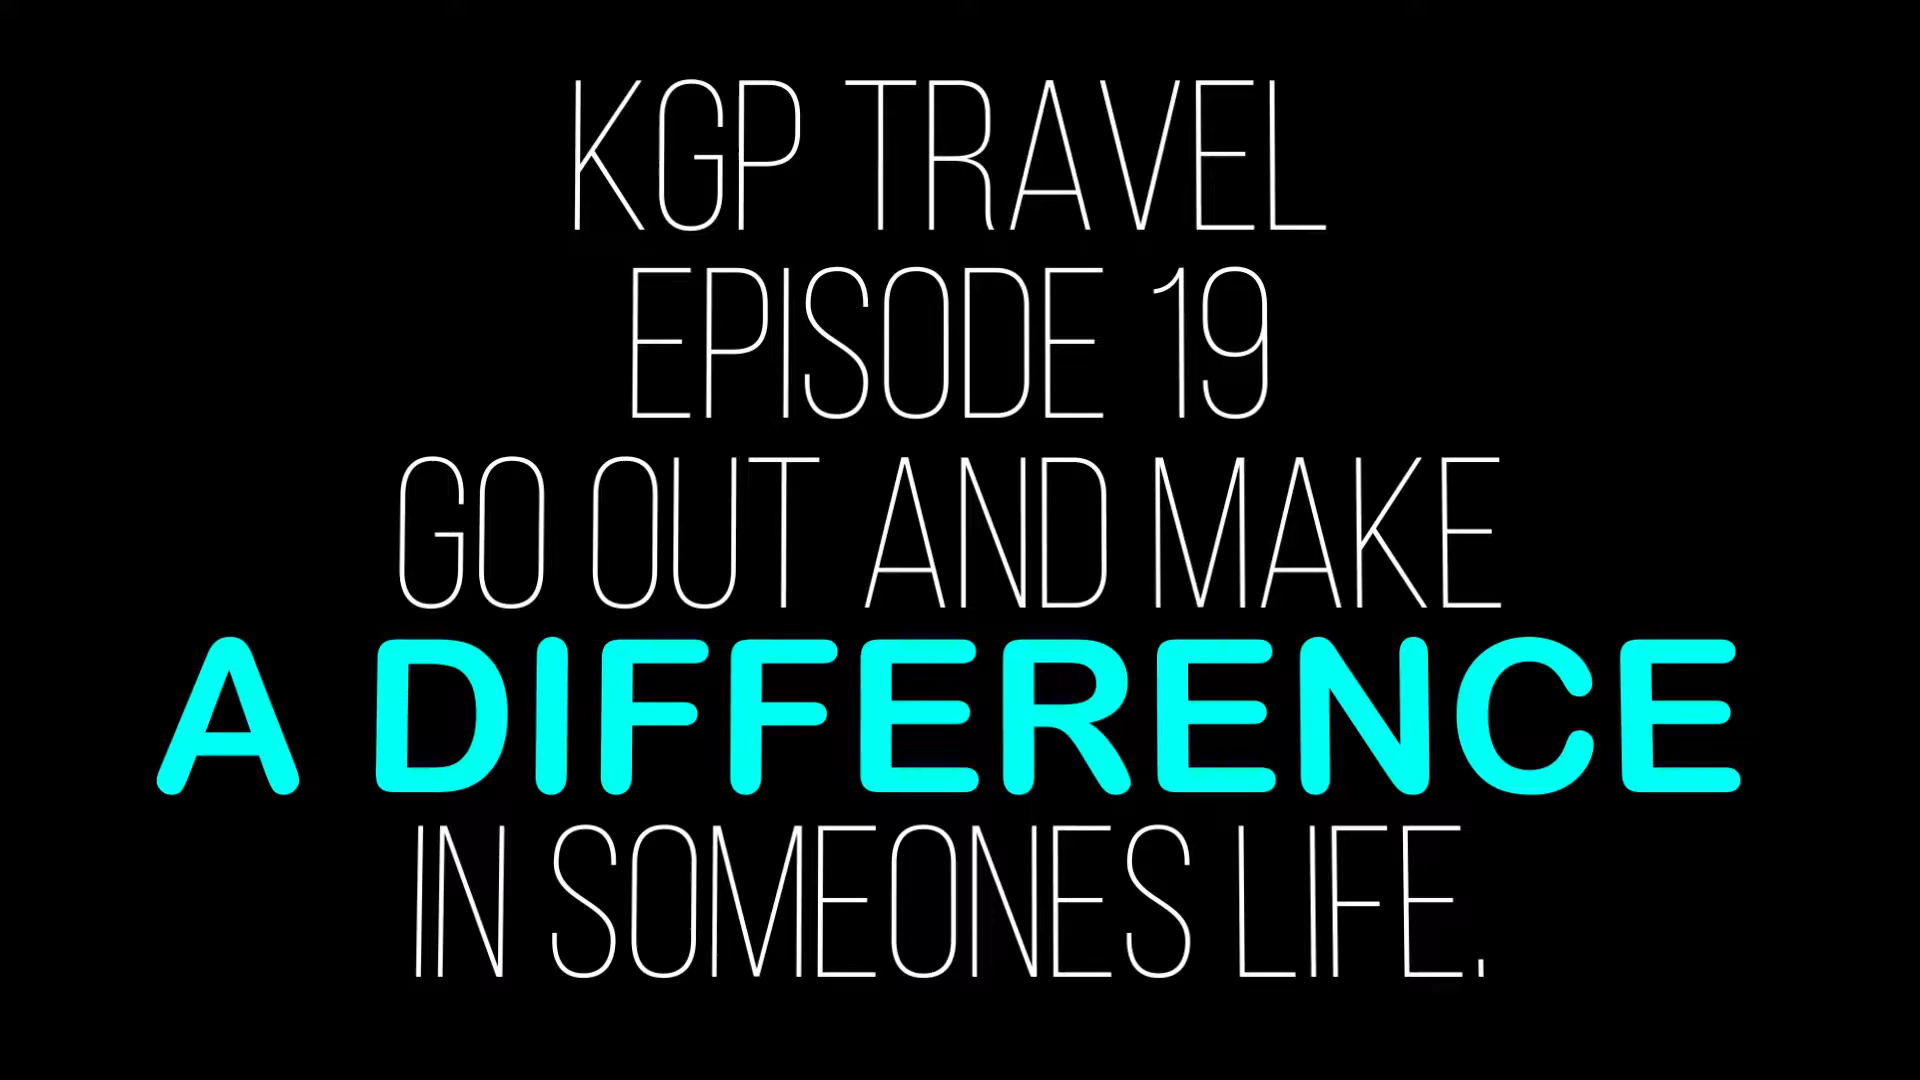 KGP TRAVEL
EPISODE 19
GO OUT AND MAKE
A DIFFERENCE
IN SOMEONES LIFE.